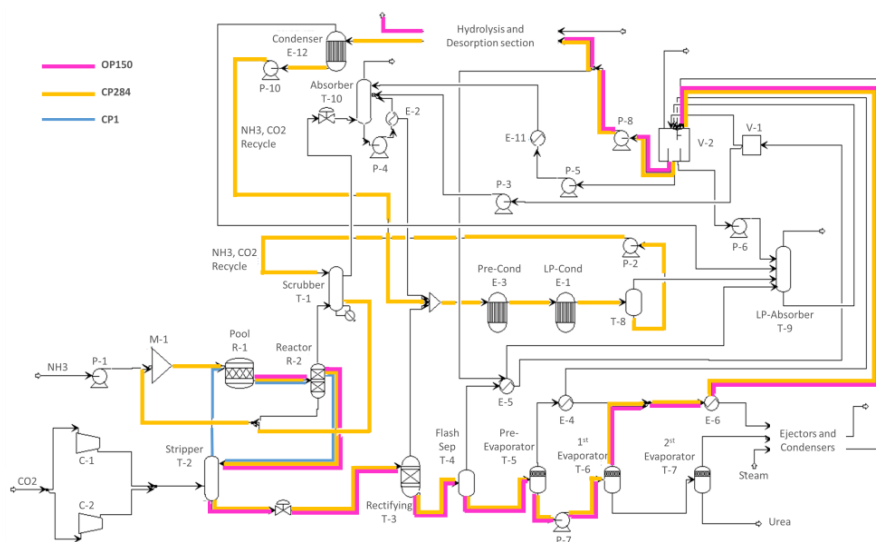 Hydrolysis and
Desorption section
Condenser
E-12
OP150
CP284
CP1
P-10
Absorber
T-10
E-2
NH3, CO2
Recycle
P-4
E-11
P-8
V-2
V-1
P-3
P-5
P-6
NH3, CO2
Recycle
P-2
Scrubber
T-1
Pre-Cond
E-3
LP-Cond
E-1
T-8
LP-Absorber
T-9
M-1
Pool
R-1
Reactor
R-2
P-1
NH3
E-5
E-4
E-6
Stripper
T-2
C-1
CO2
C-2
Rectifying
T-3
Flash
Sep
T-4
Pre-
Evaporator
T-5
1st
Evaporator
T-6
2st
Evaporator
T-7
Ejectors and
Condensers
Steam
P-7
Urea